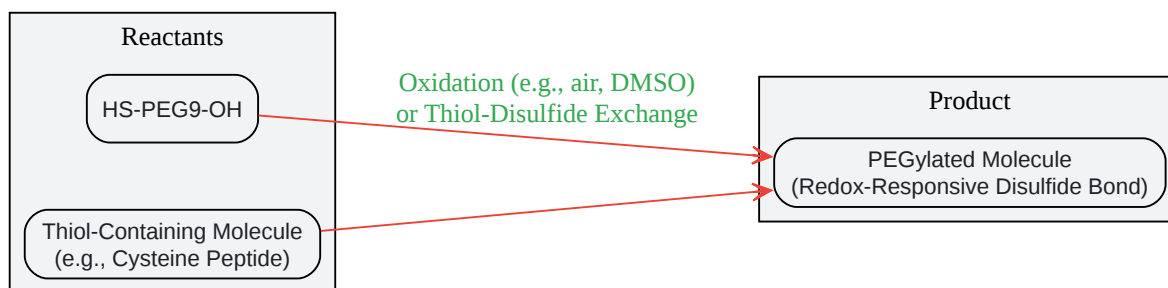 Reactants
HS-PEG9-OH
Thiol-Containing Molecule
(e.g., Cysteine Peptide)
Oxidation (e.g., air, DMSO)
or Thiol-Disulfide Exchange
Product
PEGylated Molecule
(Redox-Responsive Disulfide Bond)